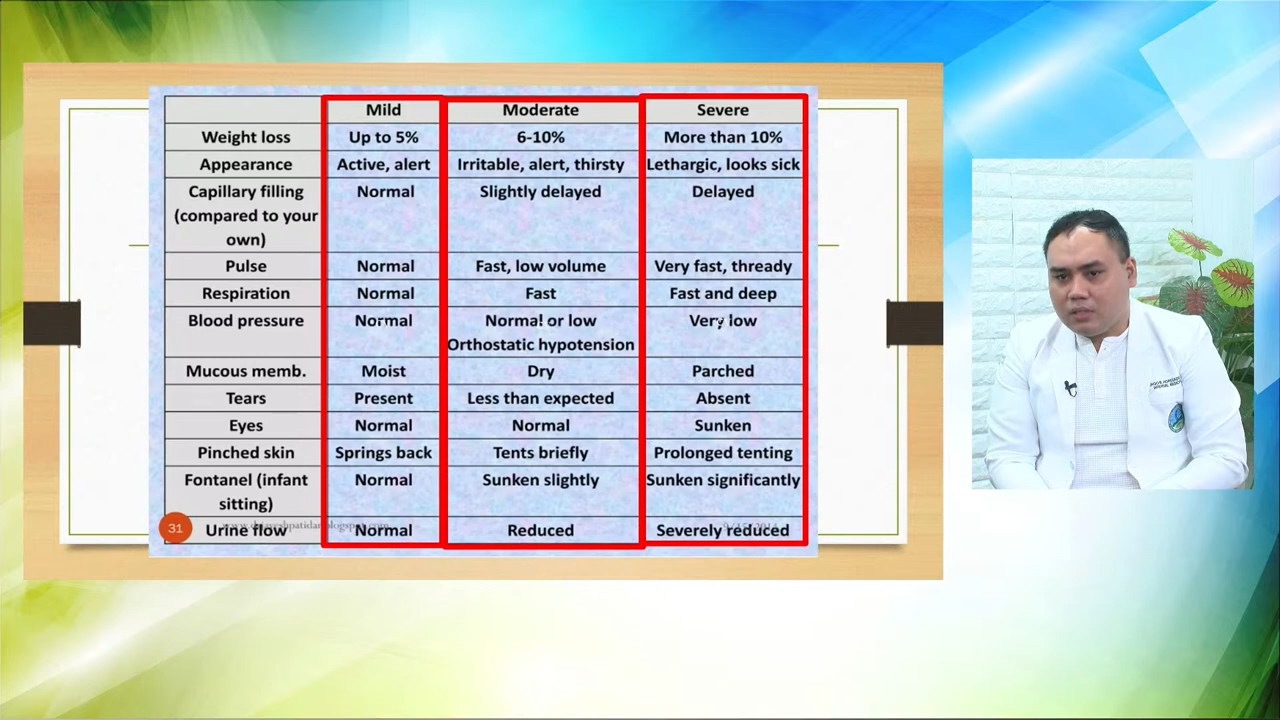 Mild Moderate Severe
Weight loss Up to 5% 6-10% More than 10%
Appearance Active, alert Irritable, alert, thirsty Lethargic, looks sick
Capillary filling Normal Slightly delayed Delayed
(compared to your
own)
Pulse Normal Fast, low volume Very fast, thready
Respiration Normal Fast Fast and deep
Blood pressure Normal Normal or low Very low
Orthostatic hypotension
Mucous memb. Moist Dry Parched
Tears Present Less than expected Absent
Eyes Normal Normal Sunken
Pinched skin Springs back Tents briefly Prolonged tenting
Fontanel (infant Normal Sunken slightly Sunken significantly
sitting)
31 Urine flow Normal Reduced Severely reduced